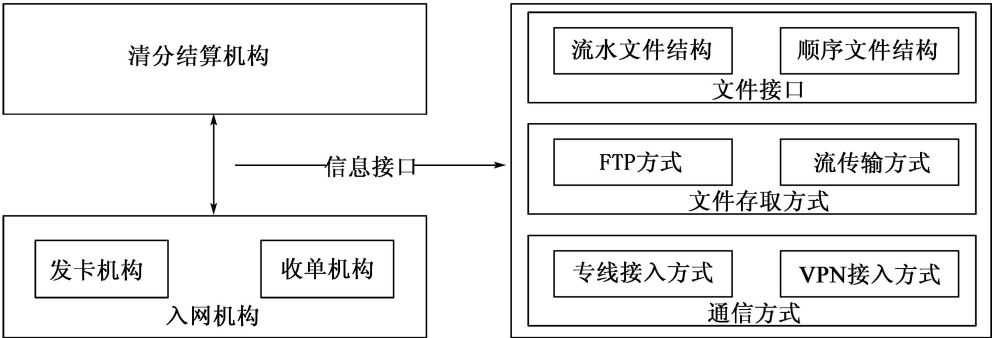 清分结算机构
信息接口
发卡机构
收单机构
入网机构
流水文件结构
顺序文件结构
文件接口
FTP方式
流传输方式
文件存取方式
专线接入方式
VPN接入方式
通信方式